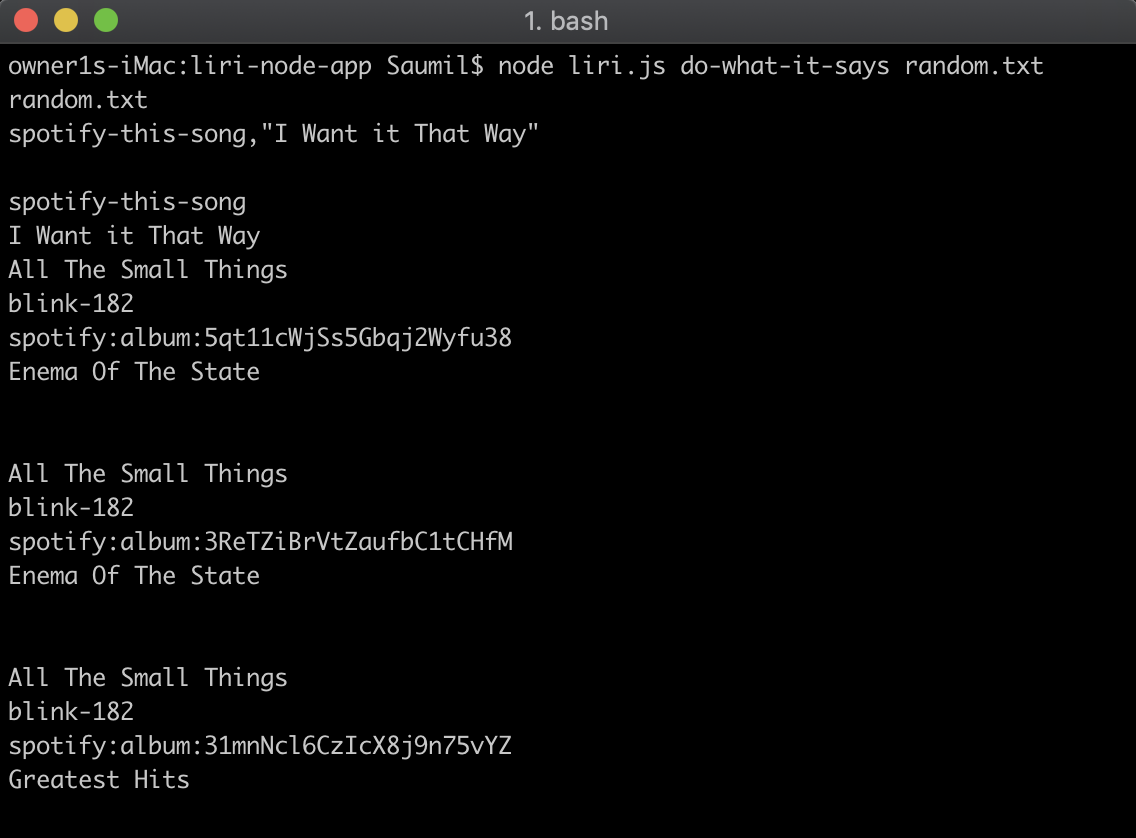 1. bash
owner1s-iMac:liri-node-app Saumil$ node liri.js do-what-it-says random.txt
random.txt
spotify-this-song,"I Want it That Way"
spotify-this-song
I Want it That Way
All The Small Things
blink-182
spotify:album:5qt11cWjSs5Gbqj2Wyfu38
Enema Of The State
All The Small Things
blink-182
spotify:album:3ReTZiBrVtZaufbC1tCHfM
Enema Of The State
All The Small Things
blink-182
spotify:album:31mnNcl6CzIcX8j9n75vYZ
Greatest Hits